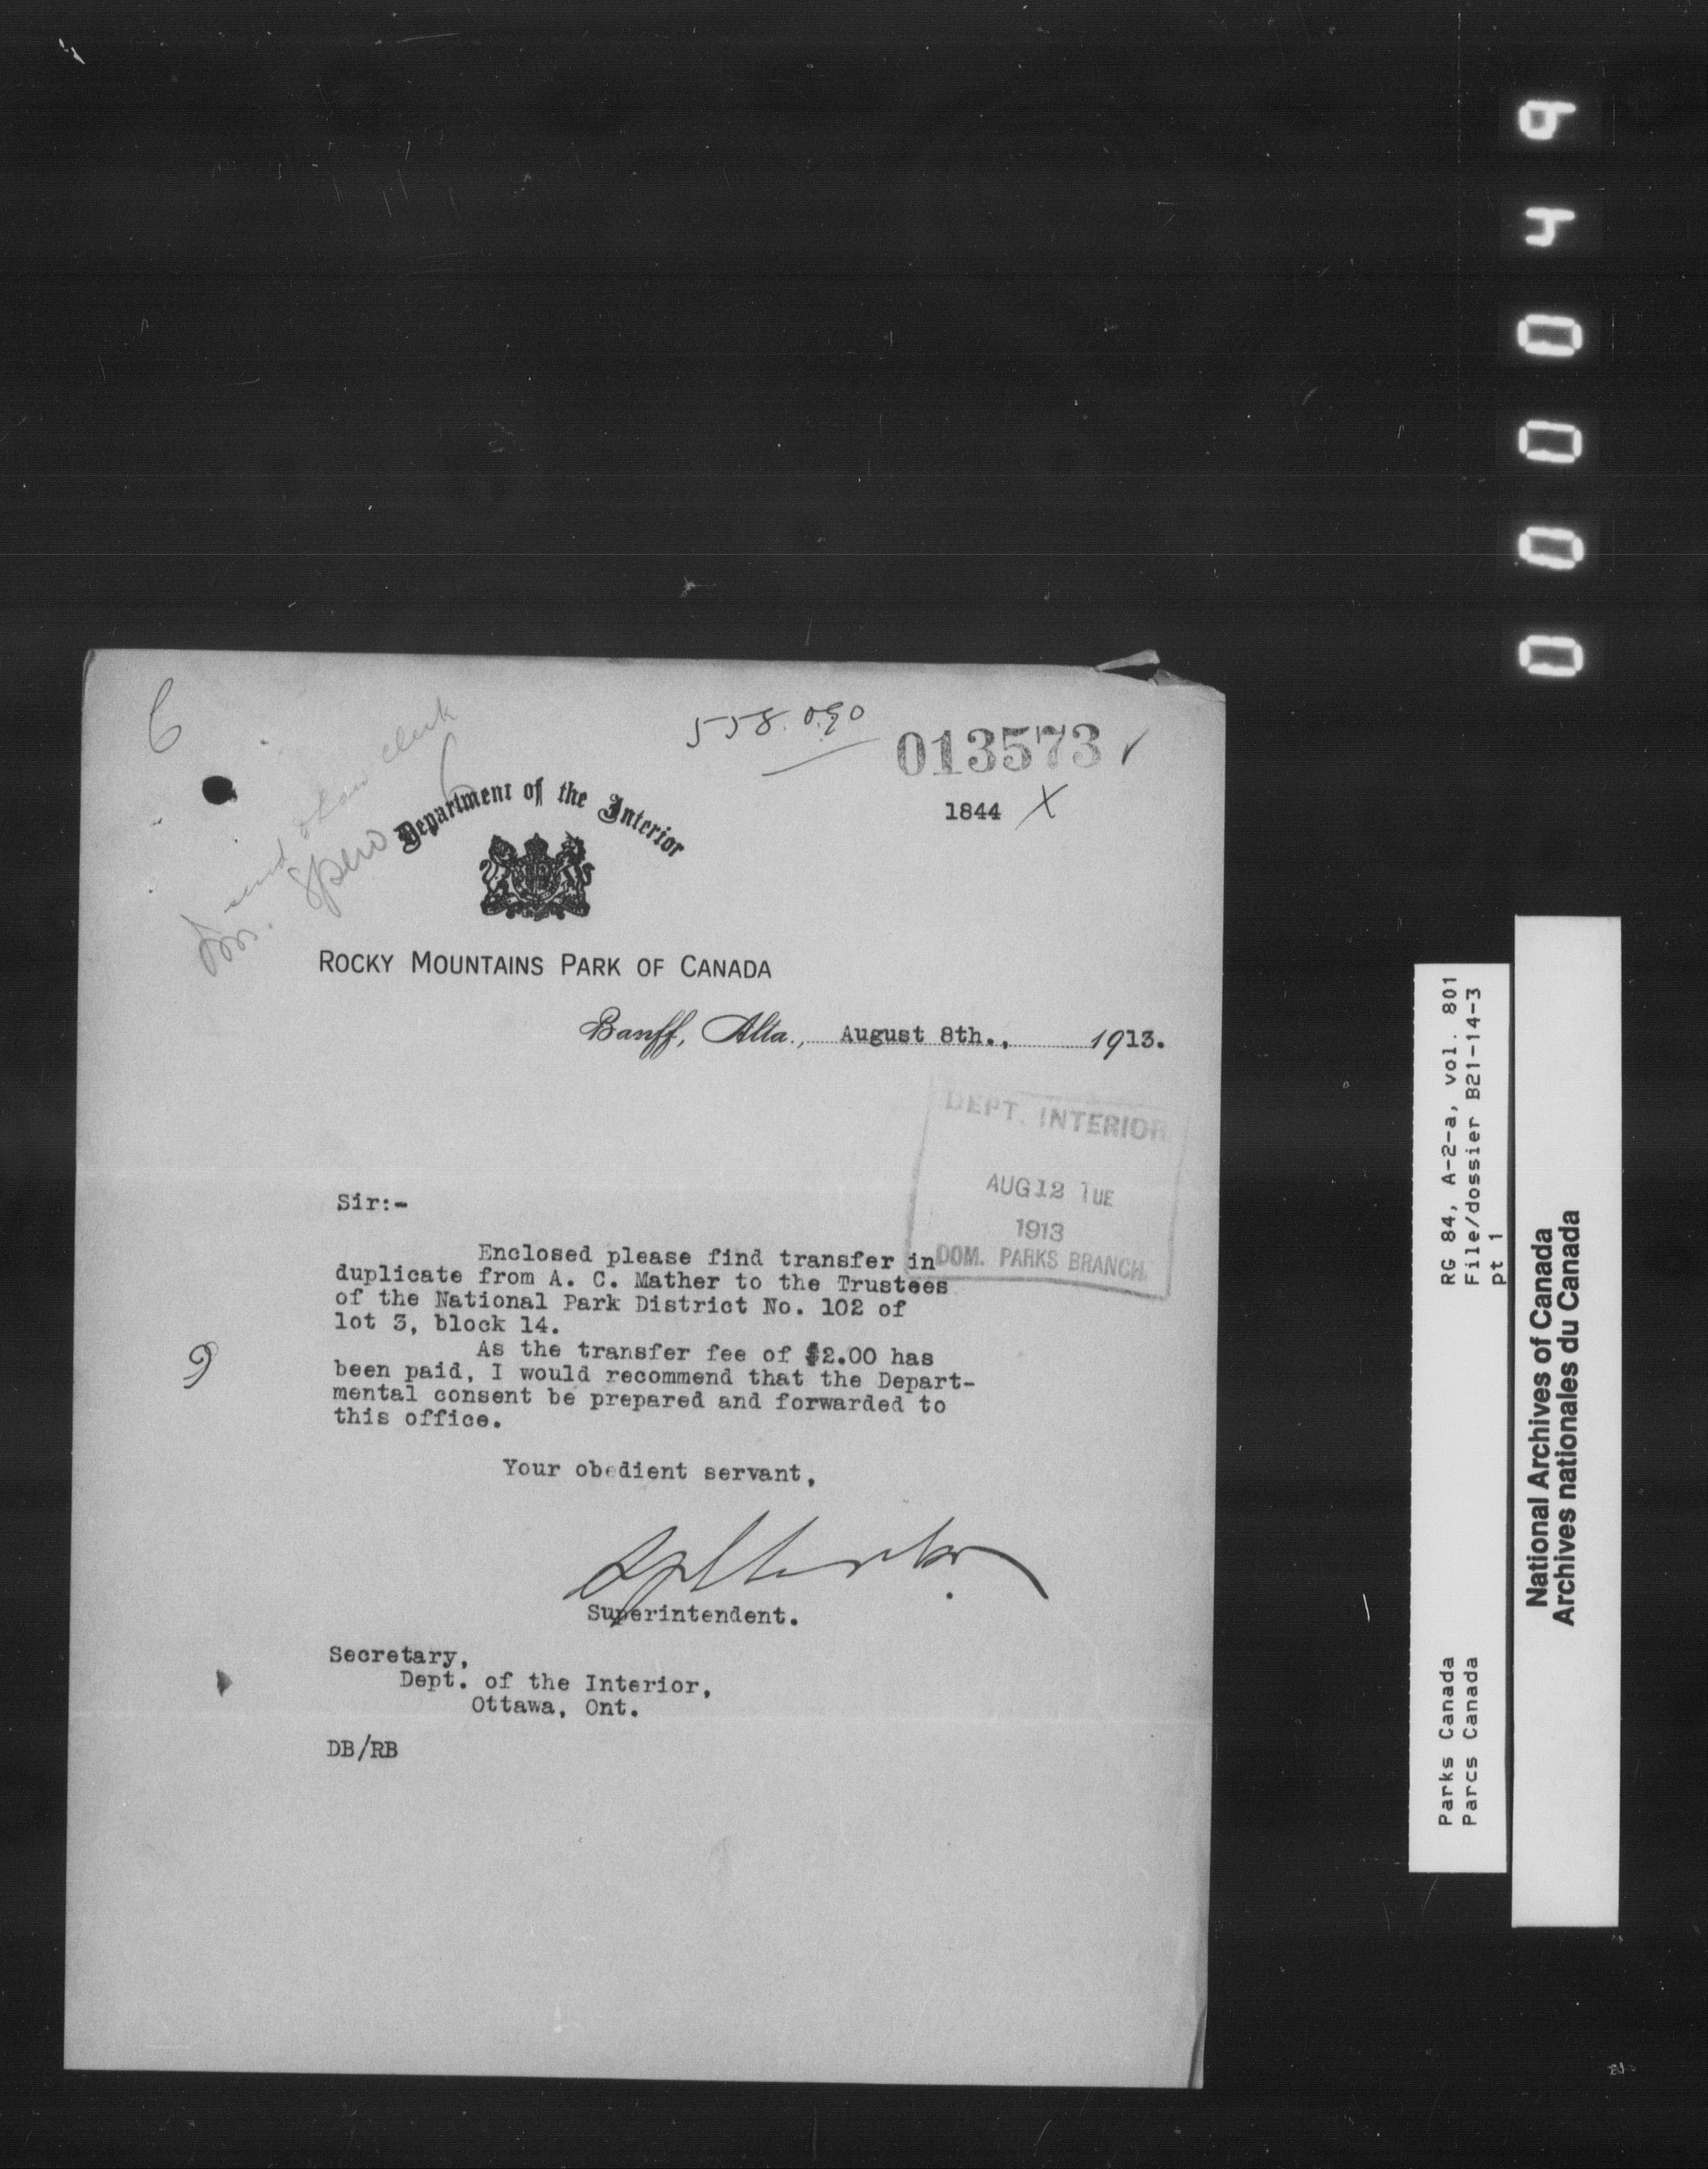 6
558.090
013573 ✓
1844 X
Department of the Interior
ROCKY MOUNTAINS PARK OF CANADA
Banff, Alta., August 8th., 1913.
DEPT. INTERIOR
AUG 12 TUE
1913
DOM. PARKS BRANCH
Sir:-
Enclosed please find transfer in
duplicate from A. C. Mather to the Trustees
of the National Park District No. 102 of
lot 3, block 14.
As the transfer fee of $2.00 has
been paid, I would recommend that the Depart-
mental consent be prepared and forwarded to
this office.
9
Your obedient servant,
Superintendent.
Secretary,
Dept. of the Interior,
Ottawa, Ont.
DB/RB
000049
RG 84, A-2-a, vol. 801
File/dossier B21-14-3
pt 1
Parks Canada
Parcs Canada
National Archives of Canada
Archives nationales du Canada